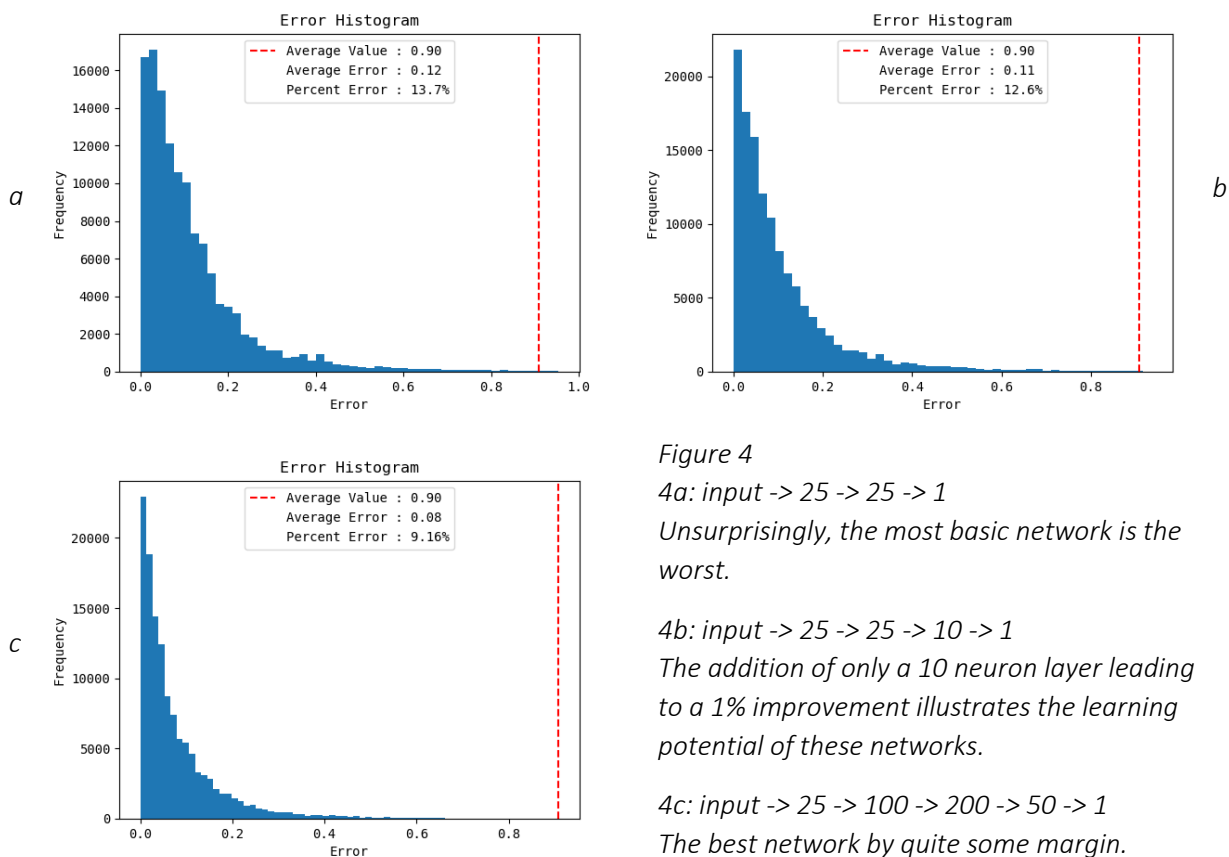 Error Histogram
Average Value : 0.90
Average Error : 0.12
Percent Error : 13.7%
16000
14000
12000
10000
8000
6000
4000
2000
0
Frequency
0.0 0.2 0.4 0.6 0.8 1.0
Error
a
Error Histogram
Average Value : 0.90
Average Error : 0.11
Percent Error : 12.6%
20000
15000
10000
5000
0
Frequency
0.0 0.2 0.4 0.6 0.8
Error
b
Error Histogram
Average Value : 0.90
Average Error : 0.08
Percent Error : 9.16%
20000
15000
10000
5000
0
Frequency
0.0 0.2 0.4 0.6 0.8
Error
c
Figure 4
4a: input -> 25 -> 25 -> 1
Unsurprisingly, the most basic network is the
worst.
4b: input -> 25 -> 25 -> 10 -> 1
The addition of only a 10 neuron layer leading
to a 1% improvement illustrates the learning
potential of these networks.
4c: input -> 25 -> 100 -> 200 -> 50 -> 1
The best network by quite some margin.